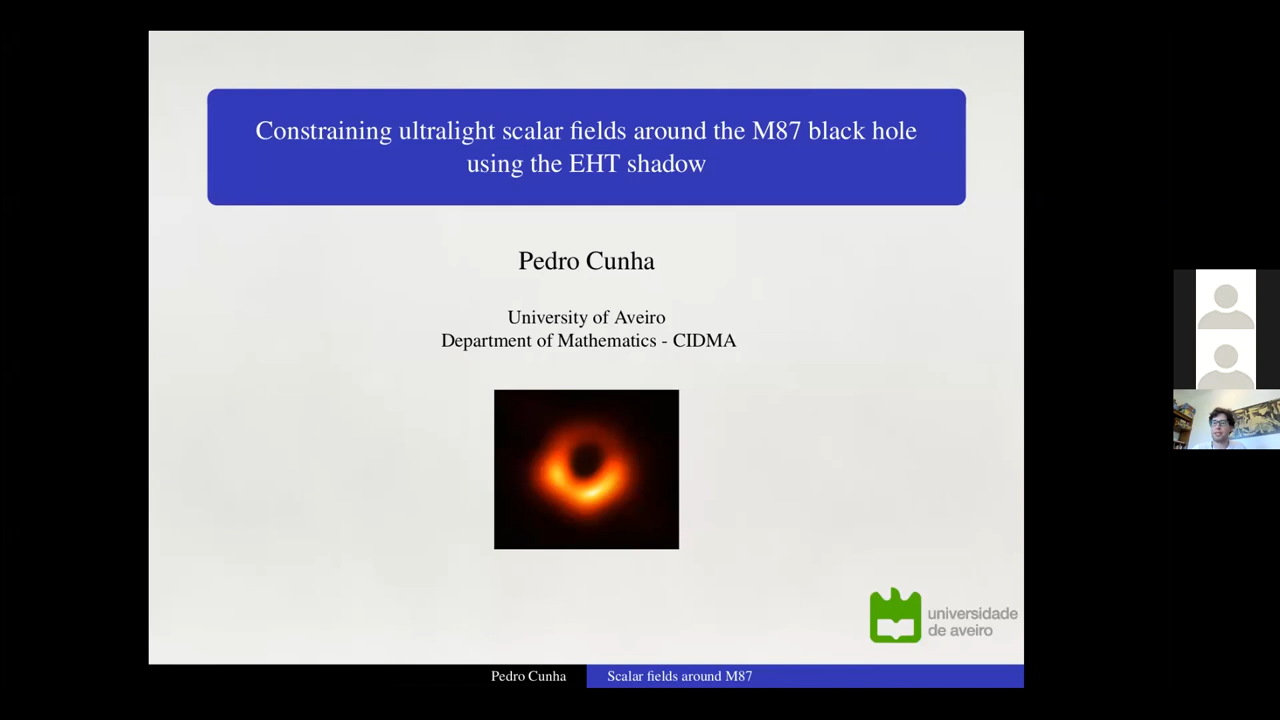 Constraining ultralight scalar fields around the M87 black hole
using the EHT shadow
Pedro Cunha
University of Aveiro
Department of Mathematics - CIDMA
universidade
de aveiro
Pedro Cunha
Scalar fields around M87